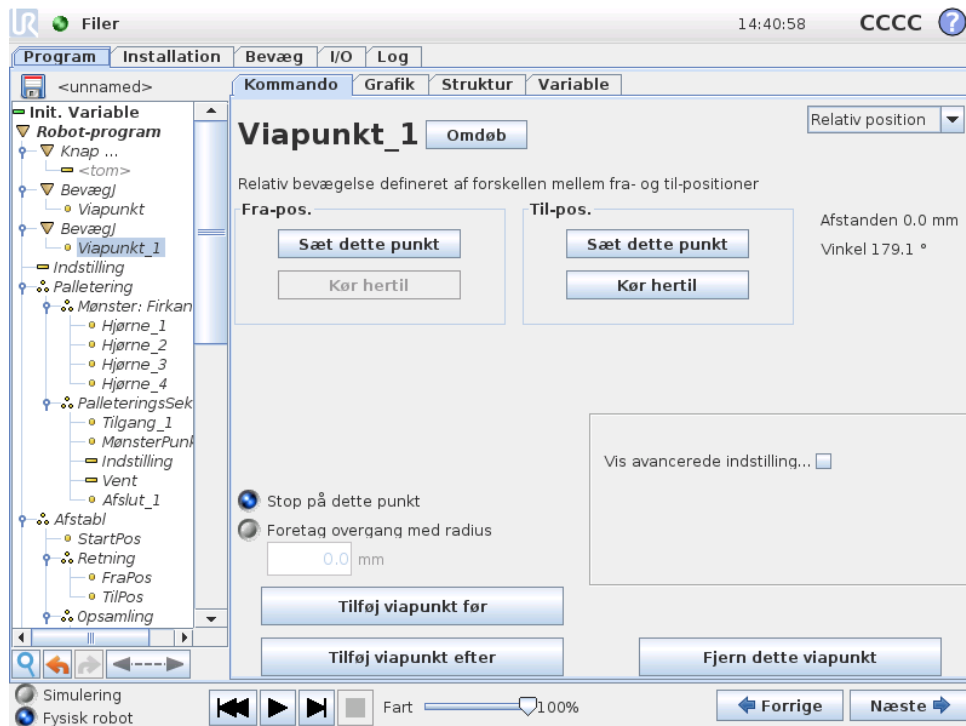 UR Filer 14:40:58 CCCC ?
Program Installation Bevæg I/O Log
<unnamed>
Kommando Grafik Struktur Variable
Init. Variable
Robot-program
Knap ...
<tom>
BevægJ
Viapunkt
BevægJ
Viapunkt_1
Indstilling
Palletering
Mønster: Firkan
Hjørne_1
Hjørne_2
Hjørne_3
Hjørne_4
PalleteringsSek
Tilgang_1
MønsterPunk
Indstilling
Vent
Afslut_1
Afstabl
StartPos
Retning
FraPos
TilPos
Opsamling
Viapunkt_1 Omdøb
Relativ position
Relativ bevægelse defineret af forskellen mellem fra- og til-positioner
Fra-pos.
Sæt dette punkt
Kør hertil
Til-pos.
Sæt dette punkt
Kør hertil
Afstanden 0.0 mm
Vinkel 179.1 °
Vis avancerede indstilling...
Stop på dette punkt
Foretag overgang med radius
0.0 mm
Tilføj viapunkt før
Tilføj viapunkt efter
Fjern dette viapunkt
Simulering
Fysisk robot
Fart 100%
Forrige
Næste